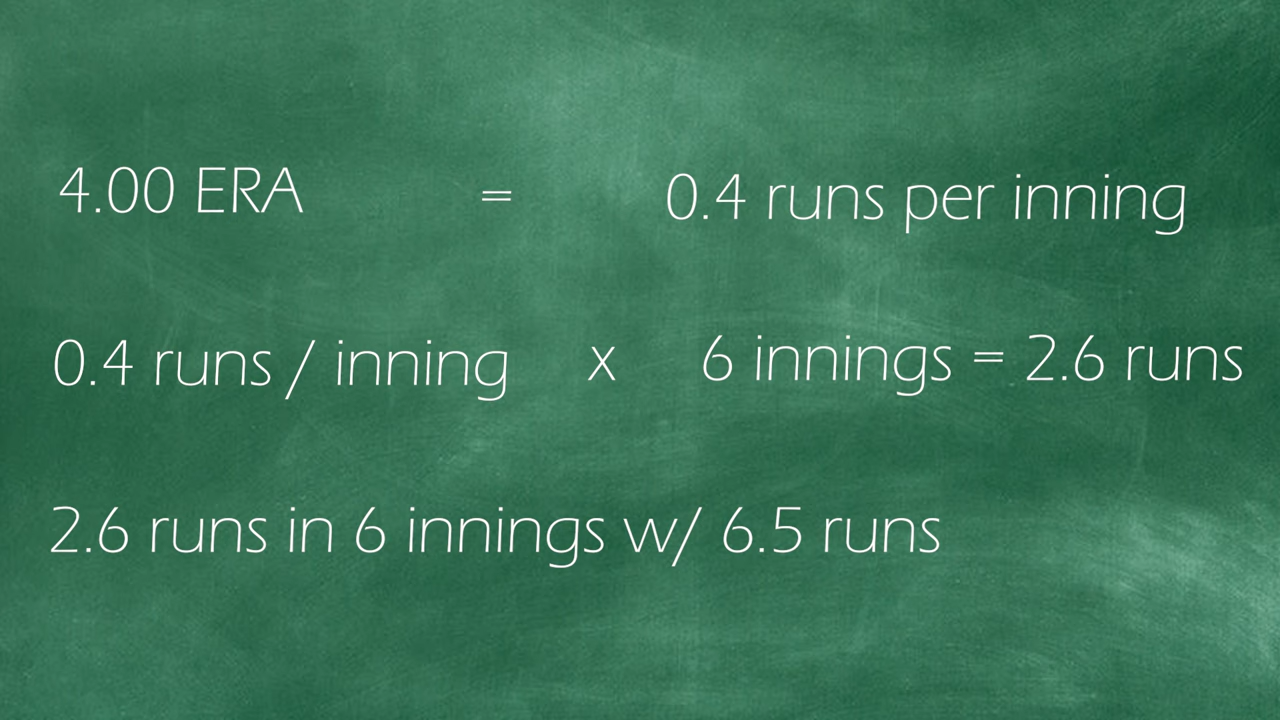 4.00 ERA = 0.4 runs per inning
0.4 runs / inning x 6 innings = 2.6 runs
2.6 runs in 6 innings w/ 6.5 runs